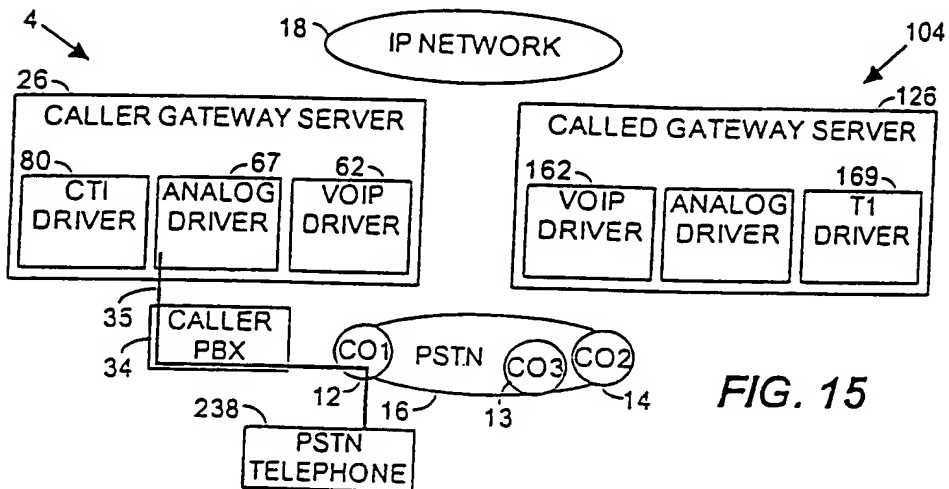 4
18
IP NETWORK
104
26
126
CALLER GATEWAY SERVER
CALLED GATEWAY SERVER
80
67
62
162
169
CTI DRIVER
ANALOG DRIVER
VOIP DRIVER
VOIP DRIVER
ANALOG DRIVER
T1 DRIVER
35
CALLER PBX
34
CO1
PSTN
CO3
CO2
12
16
13
14
FIG. 15
238
PSTN TELEPHONE